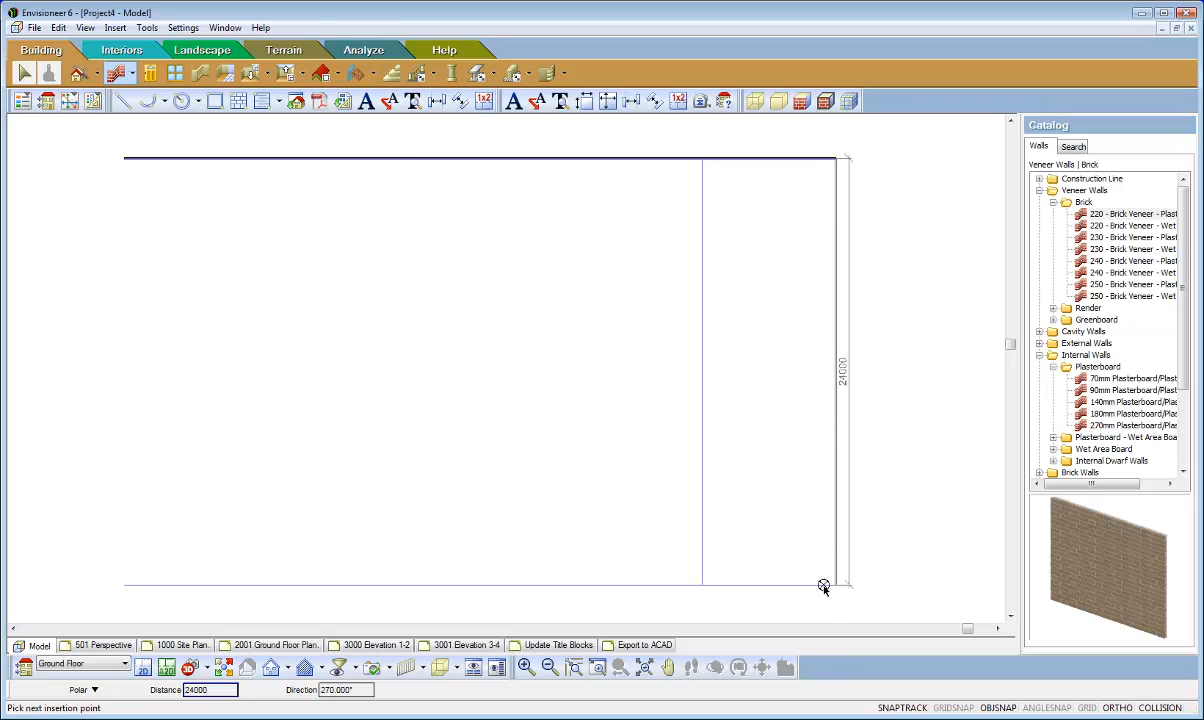 Envisioneer6 - [Project4 - Model]
File Edit View Insert Tools Settings Window Help
Building Interiors Landscape Terrain Analyze Help
1x2 1x2
Catalog
Walls Search
Veneer Walls | Brick
Construction Line
Veneer Walls
Brick
220 - Brick Veneer - Plast
220 - Brick Veneer - Wet
230 - Brick Veneer - Plast
230 - Brick Veneer - Wet
240 - Brick Veneer - Plast
240 - Brick Veneer - Wet
250 - Brick Veneer - Plast
250 - Brick Veneer - Wet
Render
Greenboard
Cavity Walls
External Walls
Internal Walls
Plasterboard
70mm Plasterboard/Plast
90mm Plasterboard/Plast
140mm Plasterboard/Plas
180mm Plasterboard/Plas
270mm Plasterboard/Plas
Plasterboard - Wet Area Boa
Wet Area Board
Internal Dwarf Walls
Brick Walls
24000
Model 501 Perspective 1000 Site Plan. 2001 Ground Floor Plan. 3000 Elevation 1-2 3001 Elevation 3-4 Update Title Blocks Export to ACAD
Ground Floor 2D 2D 3D
Polar Distance 24000 Direction 270.000°
Pick next insertion point SNAPTRACK GRIDSNAP OBJSNAP ANGLESNAP GRID ORTHO COLLISION